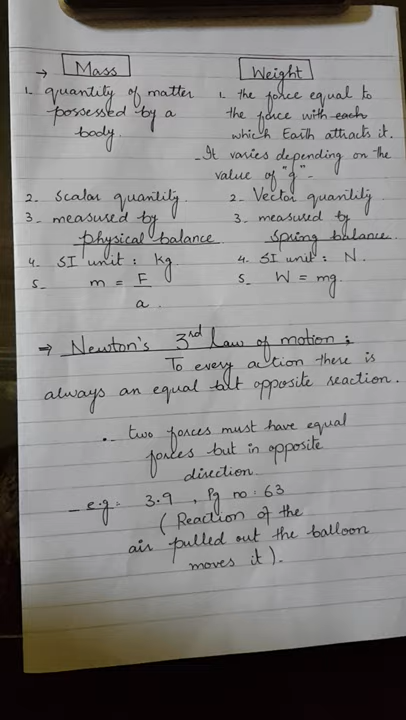 → Mass
1. quantity of matter
possessed by a
body.
2. Scalar quantity.
3. measured by
physical balance
4. SI unit : kg
5. m = F
a.
Weight
1. the force equal to
the force with each
which Earth attracts it.
- It varies depending on the
value of "g" -
2. Vector quantity
3. measured by
Spring balance
4. SI unit : N.
5. W = mg.
→ Newton's 3rd law of motion :
To every action there is
always an equal but opposite reaction.
two forces must have equal
forces but in opposite
direction.
- e.g: 3.9 , Pg no: 63
(Reaction of the
air pulled out the balloon
moves it).